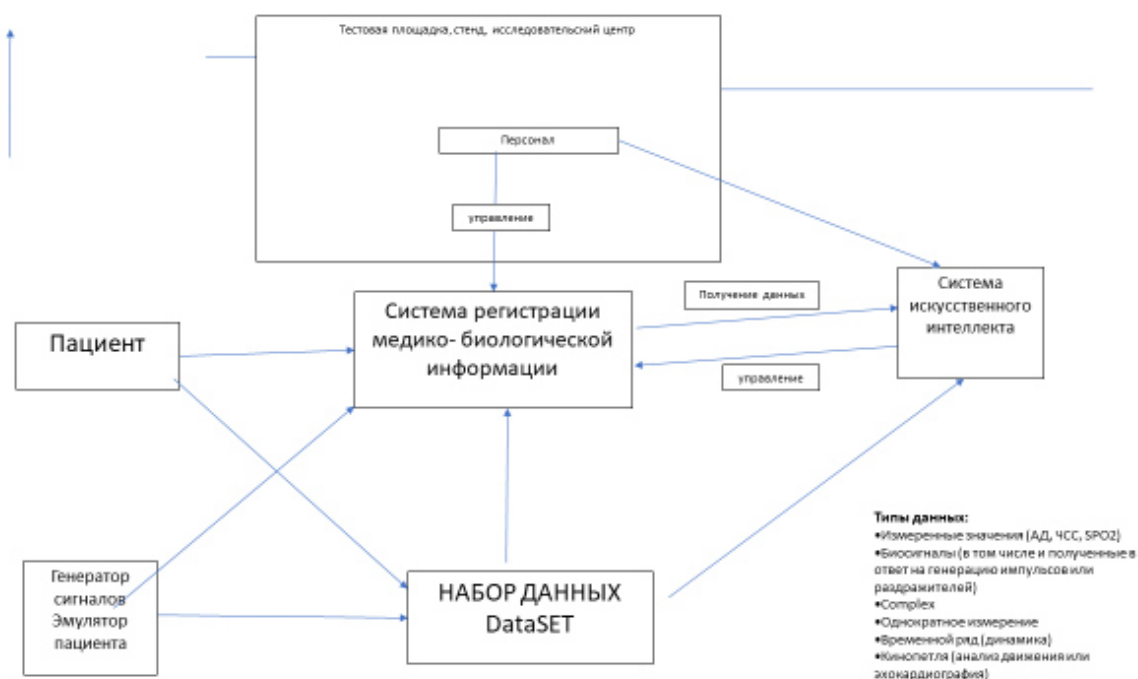 Тестовая площадка, стенд, исследовательский центр
Персонал
управление
Система регистрации
медико- биологической
информации
Получение данных
управление
Система
искусственного
интеллекта
Пациент
Генератор
сигналов
Эмулятор
пациента
НАБОР ДАННЫХ
DataSET
Типы данных:
•Измеренные значения (АД, ЧСС, SPO2)
•Биосигналы (в том числе и полученные в
ответ на генерацию импульсов или
раздражителей)
•Complex
•Однократное измерение
•Временной ряд (динамика)
•Кинопетля (анализ движения или
эхокардиография)